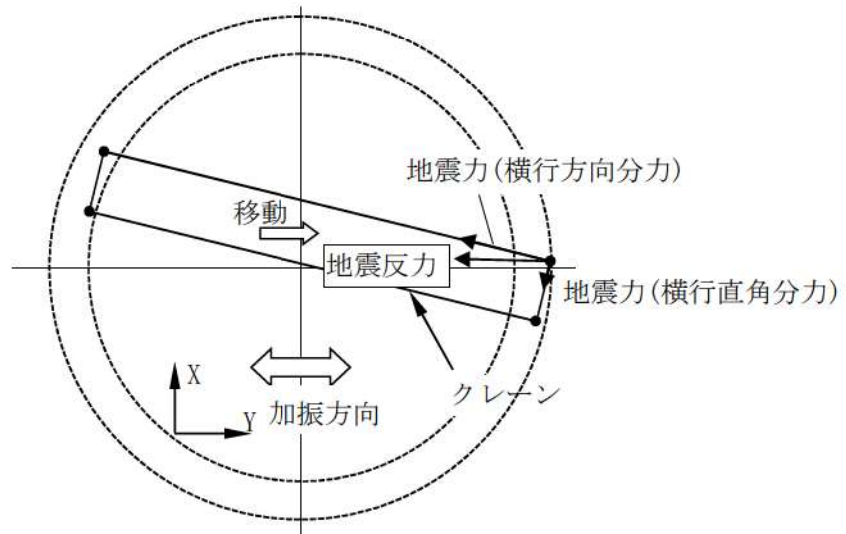 地震力(横行方向分力)
移動
地震反力
地震力(横行直角分力)
X
クレーン
Y
加振方向